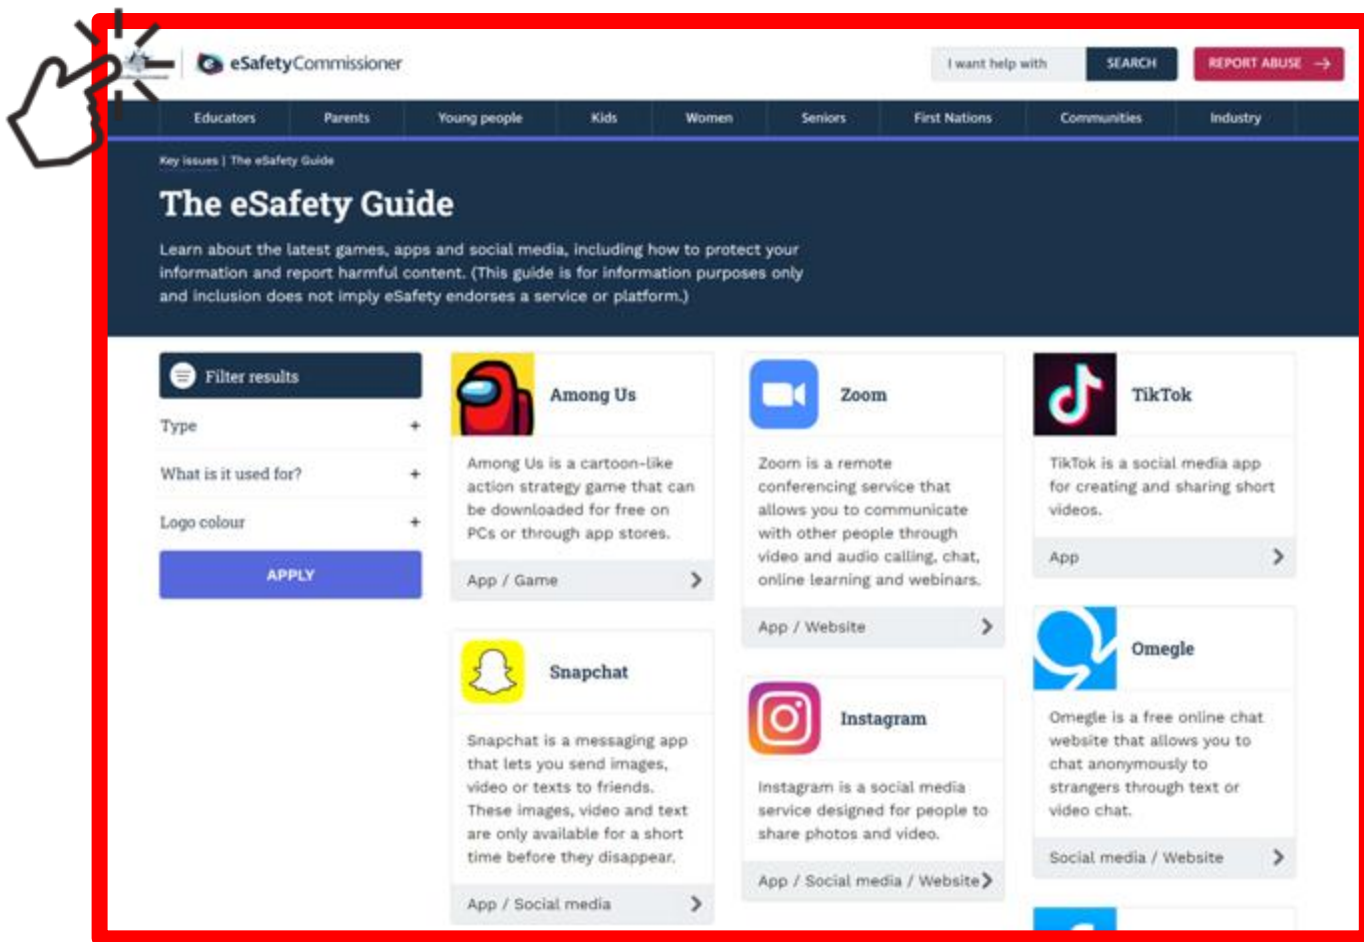 eSafetyCommissioner
I want help with
SEARCH
REPORT ABUSE →
Educators
Parents
Young people
Kids
Women
Seniors
First Nations
Communities
Industry
Key issues | The eSafety Guide
The eSafety Guide
Learn about the latest games, apps and social media, including how to protect your
information and report harmful content. (This guide is for information purposes only
and inclusion does not imply eSafety endorses a service or platform.)
Filter results
Type +
What is it used for? +
Logo colour +
APPLY
Among Us
Among Us is a cartoon-like
action strategy game that can
be downloaded for free on
PCs or through app stores.
App / Game
Zoom
Zoom is a remote
conferencing service that
allows you to communicate
with other people through
video and audio calling, chat,
online learning and webinars.
App / Website
TikTok
TikTok is a social media app
for creating and sharing short
videos.
App
Snapchat
Snapchat is a messaging app
that lets you send images,
video or texts to friends.
These images, video and text
are only available for a short
time before they disappear.
App / Social media
Instagram
Instagram is a social media
service designed for people to
share photos and video.
App / Social media / Website
Omegle
Omegle is a free online chat
website that allows you to
chat anonymously to
strangers through text or
video chat.
Social media / Website